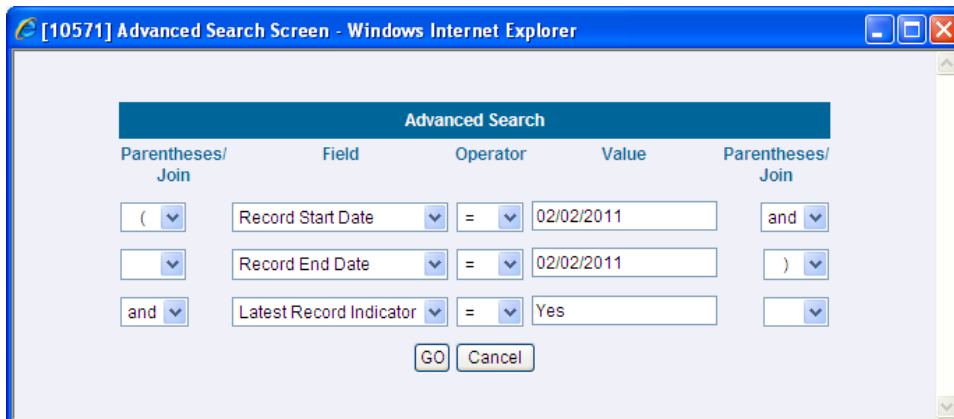 [10571] Advanced Search Screen - Windows Internet Explorer
Advanced Search
Parentheses/ Join Field Operator Value Parentheses/ Join
( Record Start Date = 02/02/2011 and
Record End Date = 02/02/2011 )
and Latest Record Indicator = Yes
GO Cancel